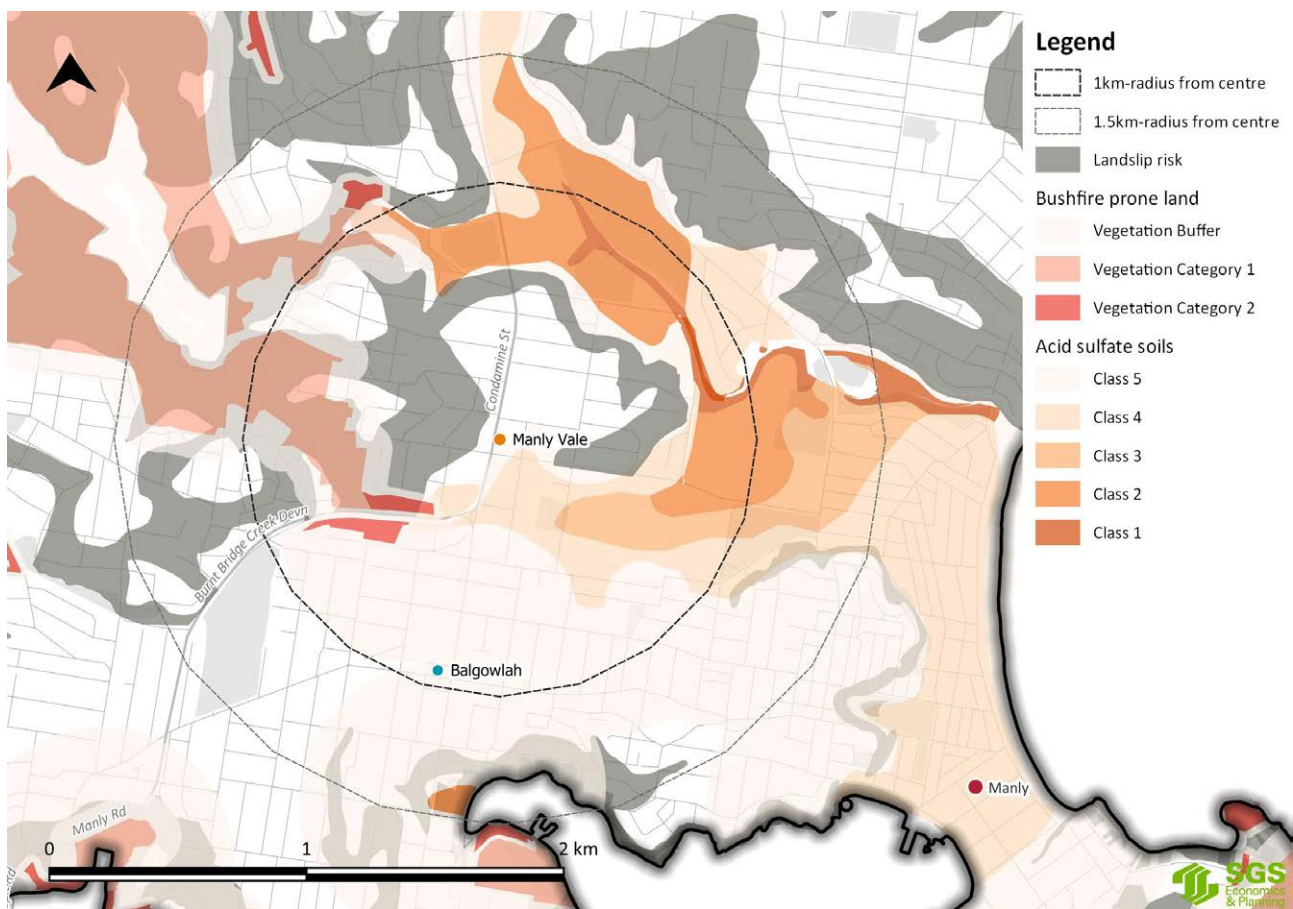 Legend
1km-radius from centre
1.5km-radius from centre
Landslip risk
Bushfire prone land
Vegetation Buffer
Vegetation Category 1
Vegetation Category 2
Acid sulfate soils
Class 5
Class 4
Class 3
Class 2
Class 1
Condamine St
Manly Vale
Burnt Bridge Creek Devn
Balgowlah
Manly
Manly Rd
0 1 2 km
SGS
Economics
& Planning